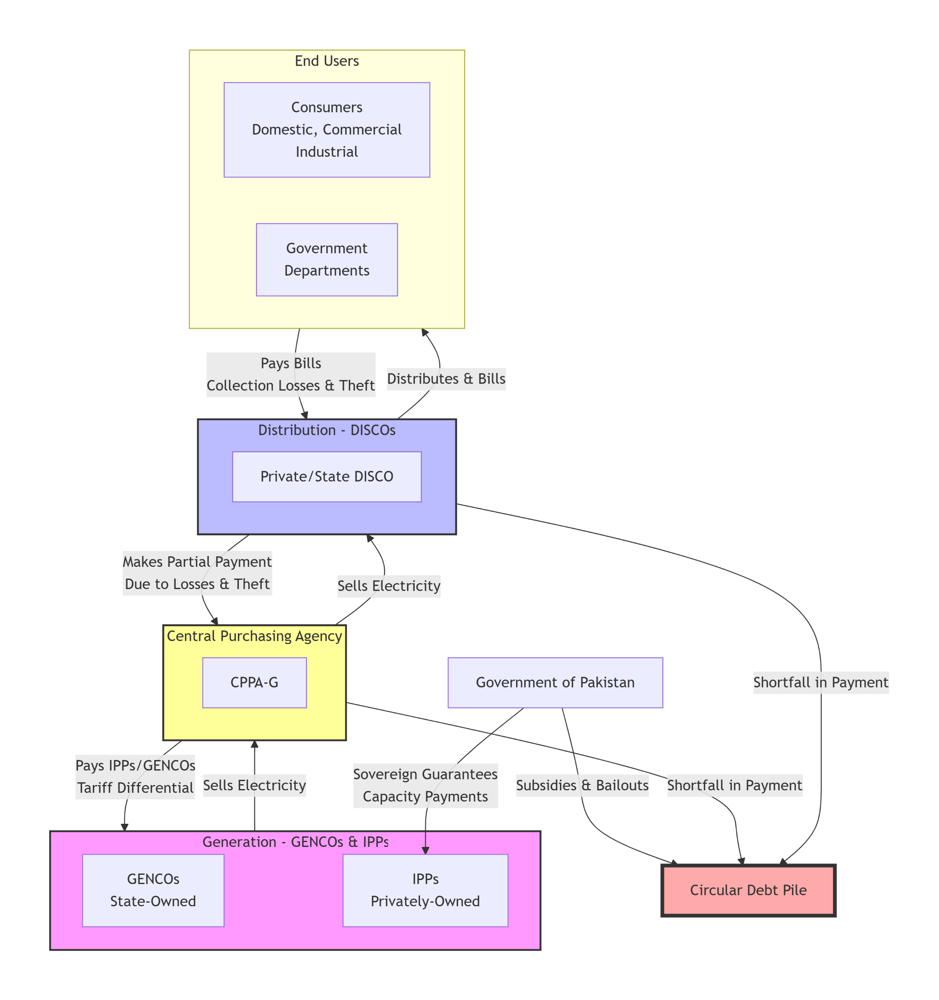 End Users
Consumers
Domestic, Commercial
Industrial
Government
Departments
Pays Bills
Collection Losses & Theft
Distributes & Bills
Distribution - DISCOs
Private/State DISCO
Makes Partial Payment
Due to Losses & Theft
Sells Electricity
Central Purchasing Agency
CPPA-G
Government of Pakistan
Shortfall in Payment
Pays IPPs/GENCOs
Tariff Differential
Sells Electricity
Sovereign Guarantees
Capacity Payments
Subsidies & Bailouts
Shortfall in Payment
Generation - GENCOs & IPPs
GENCOs
State-Owned
IPPs
Privately-Owned
Circular Debt Pile